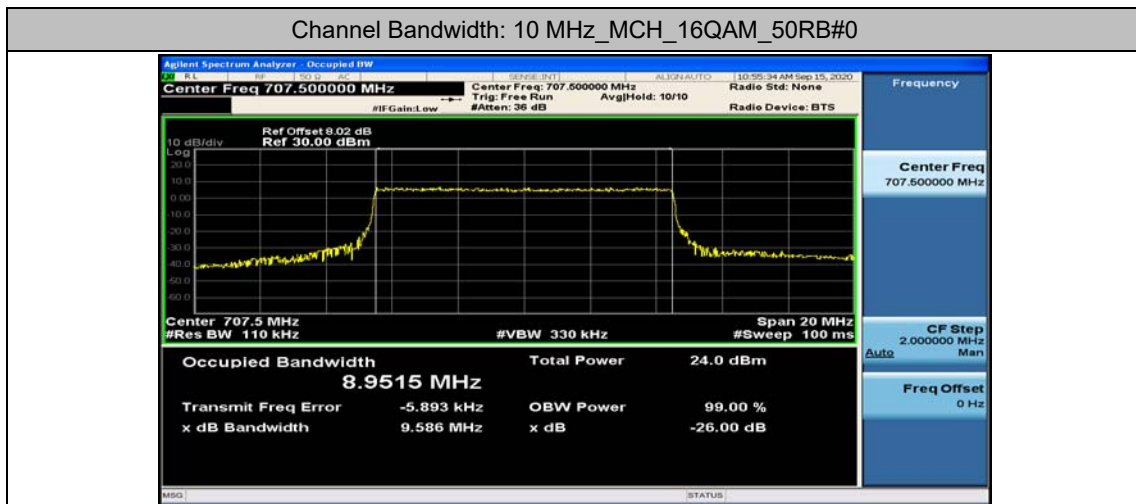 Channel Bandwidth: 10 MHz_MCH_16QAM_50RB#0
Agilent Spectrum Analyzer - Occupied BW
RL RF 50 Ω AC SENSE:INT ALIGN AUTO 10:55:34 AM Sep 15, 2020
Center Freq 707.500000 MHz Center Freq: 707.500000 MHz Radio Std: None
Trig: Free Run Avg|Hold: 10/10
#IFGain:Low #Atten: 36 dB Radio Device: BTS
Frequency
Ref Offset 8.02 dB
10 dB/div Ref 30.00 dBm
Log
20.0
10.0
0.00
-10.0
-20.0
-30.0
-40.0
-50.0
-60.0
Center Freq
707.500000 MHz
Center 707.5 MHz Span 20 MHz
#Res BW 110 kHz #VBW 330 kHz #Sweep 100 ms
CF Step
2.000000 MHz
Auto Man
Occupied Bandwidth Total Power 24.0 dBm
8.9515 MHz
Transmit Freq Error -5.893 kHz OBW Power 99.00 %
x dB Bandwidth 9.586 MHz x dB -26.00 dB
Freq Offset
0 Hz
MSG STATUS